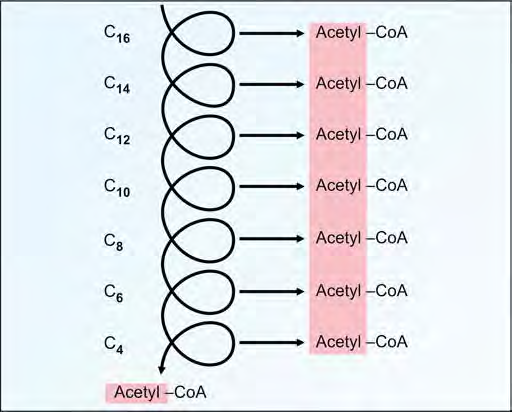 C₁₆ Acetyl –CoA
C₁₄ Acetyl –CoA
C₁₂ Acetyl –CoA
C₁₀ Acetyl –CoA
C₈ Acetyl –CoA
C₆ Acetyl –CoA
C₄ Acetyl –CoA
Acetyl –CoA